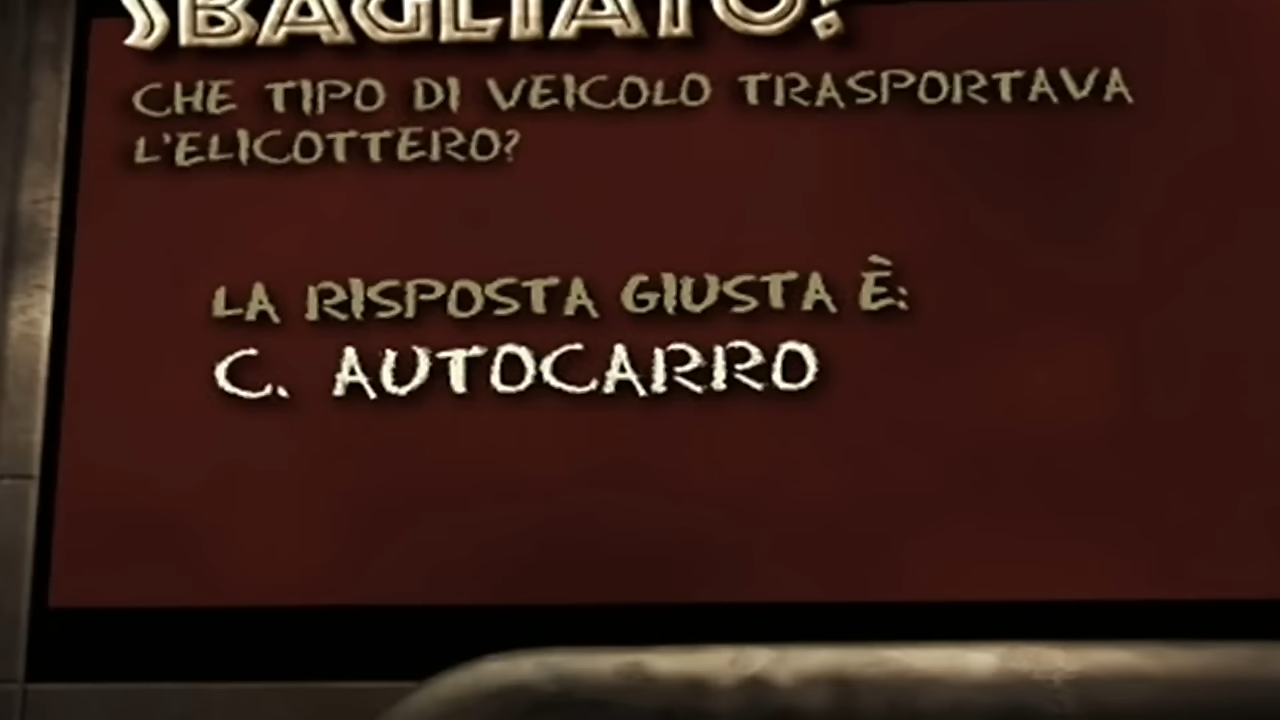 SBAGLIATO!
CHE TIPO DI VEICOLO TRASPORTAVA
L'ELICOTTERO?
LA RISPOSTA GIUSTA È:
C. AUTOCARRO